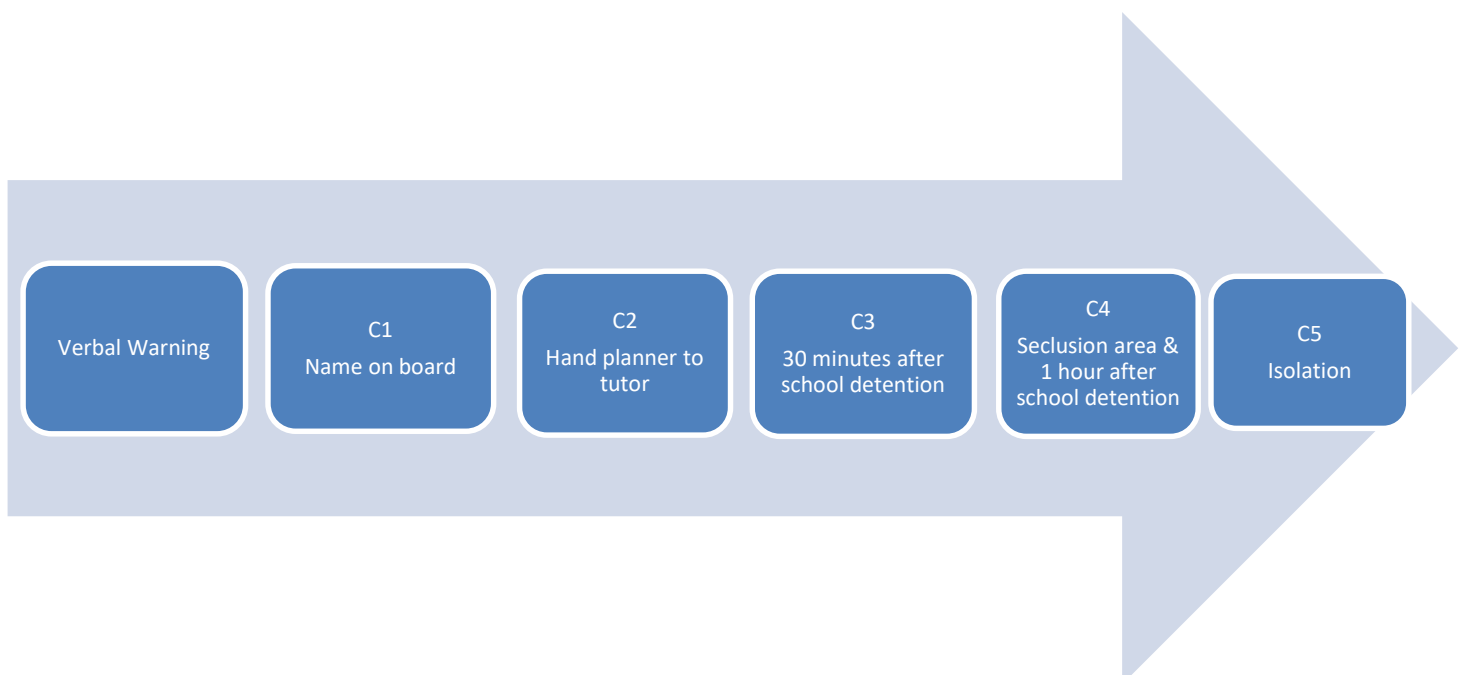 Verbal Warning
C1
Name on board
C2
Hand planner to
tutor
C3
30 minutes after
school detention
C4
Seclusion area &
1 hour after
school detention
C5
Isolation